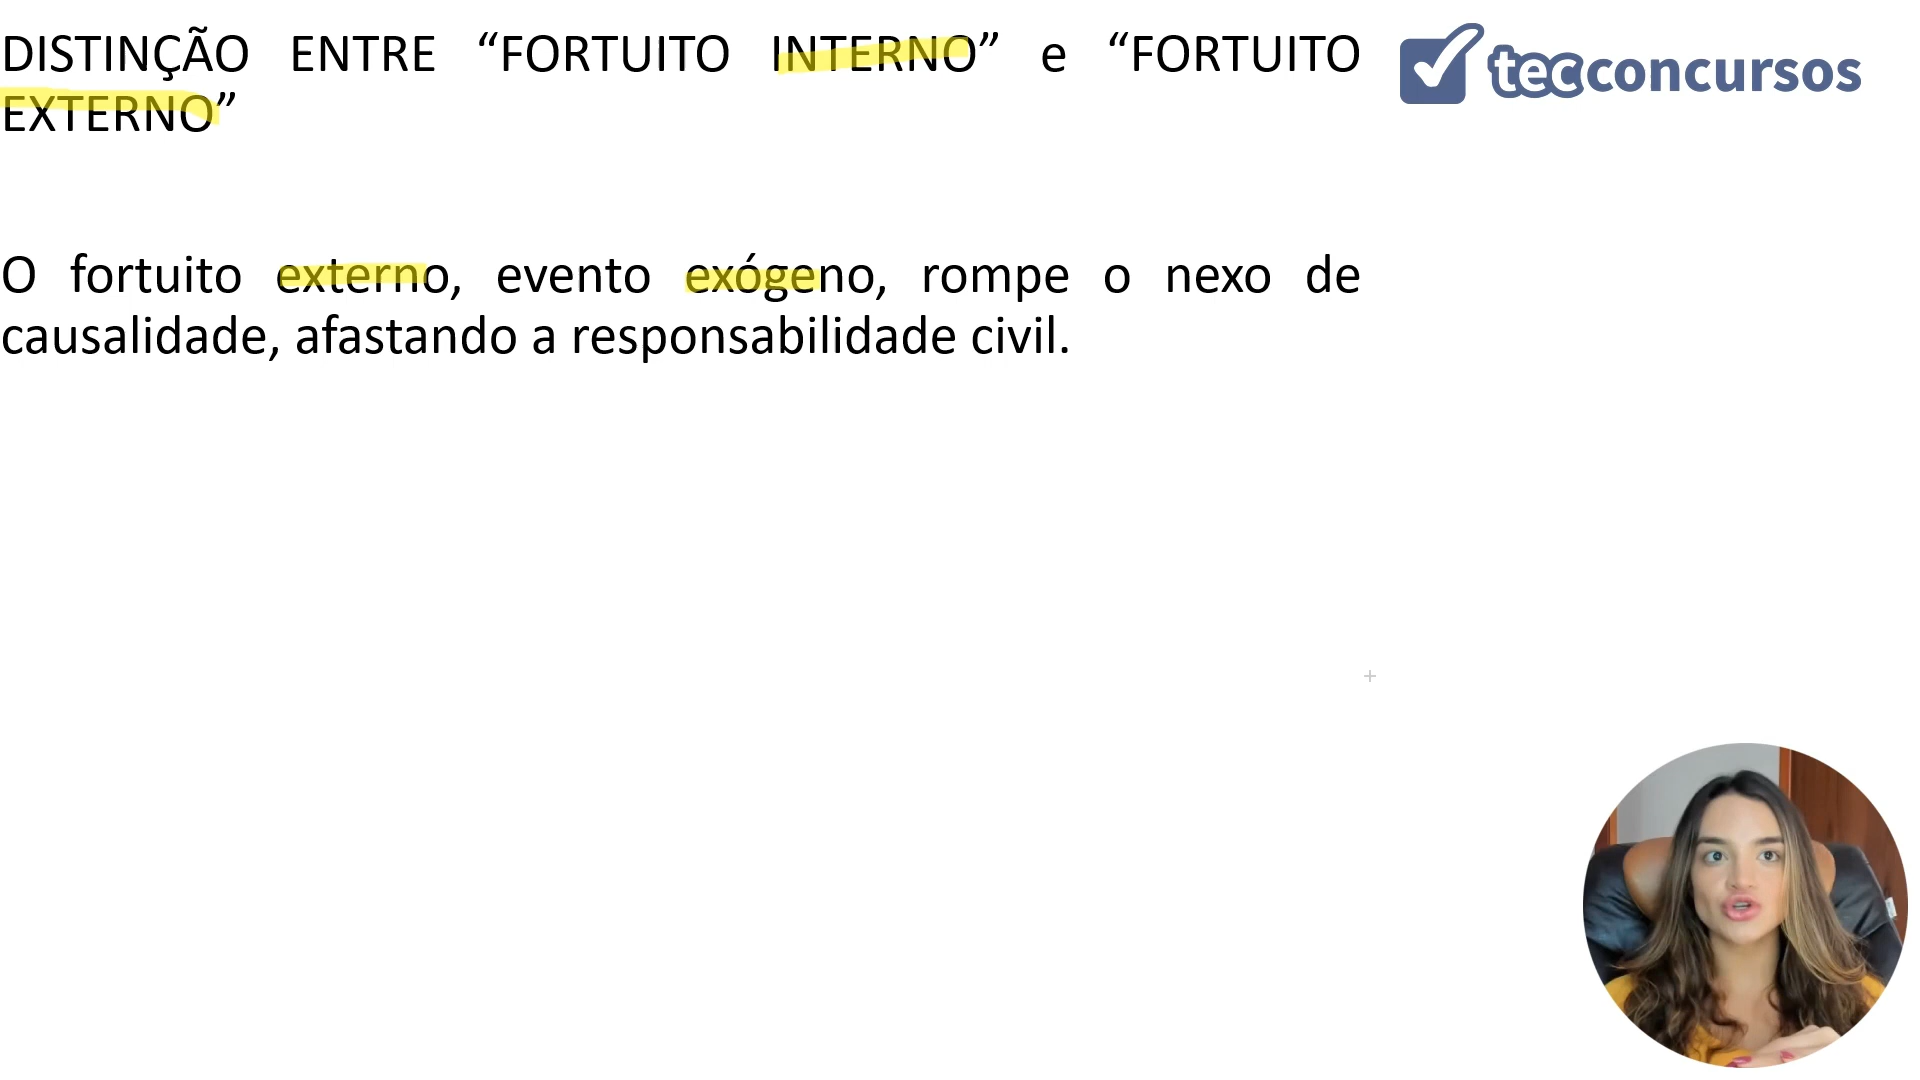 DISTINÇÃO ENTRE “FORTUITO INTERNO” e “FORTUITO
EXTERNO”
tecconcursos
O fortuito externo, evento exógeno, rompe o nexo de
causalidade, afastando a responsabilidade civil.